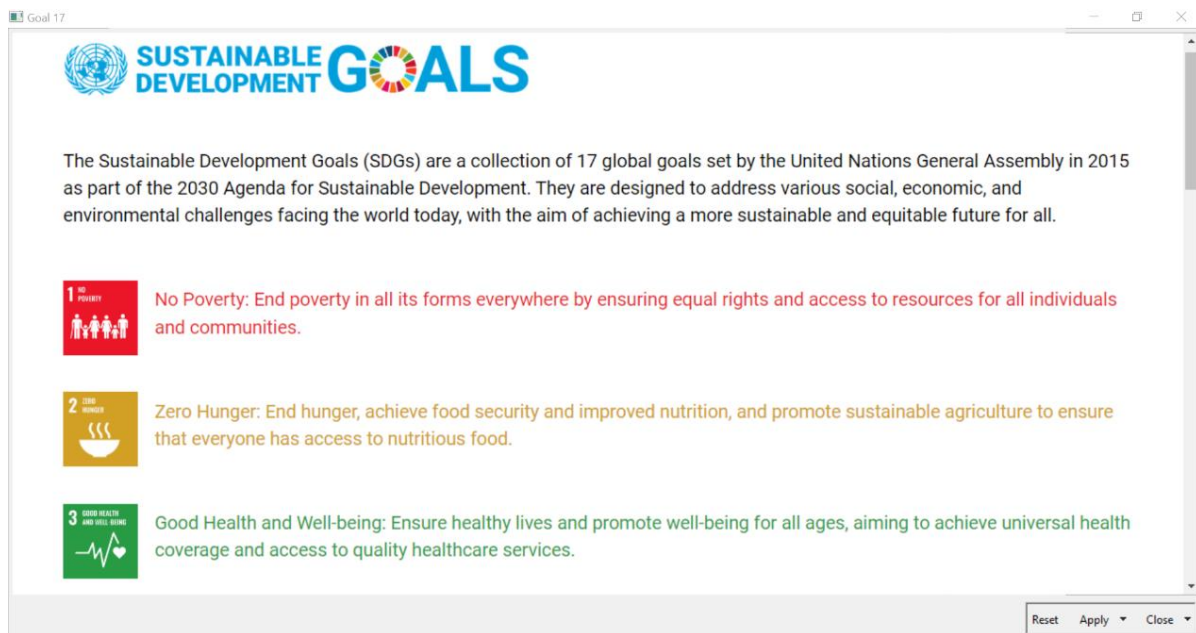 Goal 17
SUSTAINABLE
DEVELOPMENT GOALS
The Sustainable Development Goals (SDGs) are a collection of 17 global goals set by the United Nations General Assembly in 2015
as part of the 2030 Agenda for Sustainable Development. They are designed to address various social, economic, and
environmental challenges facing the world today, with the aim of achieving a more sustainable and equitable future for all.
1 NO
POVERTY
No Poverty: End poverty in all its forms everywhere by ensuring equal rights and access to resources for all individuals
and communities.
2 ZERO
HUNGER
Zero Hunger: End hunger, achieve food security and improved nutrition, and promote sustainable agriculture to ensure
that everyone has access to nutritious food.
3 GOOD HEALTH
AND WELL-BEING
Good Health and Well-being: Ensure healthy lives and promote well-being for all ages, aiming to achieve universal health
coverage and access to quality healthcare services.
Reset Apply Close